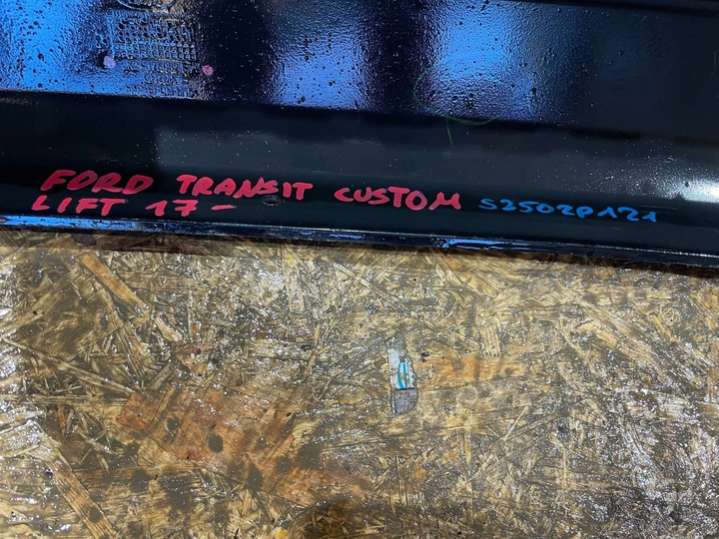 FORD TRANSIT CUSTOM S2502P121
LIFT 17-